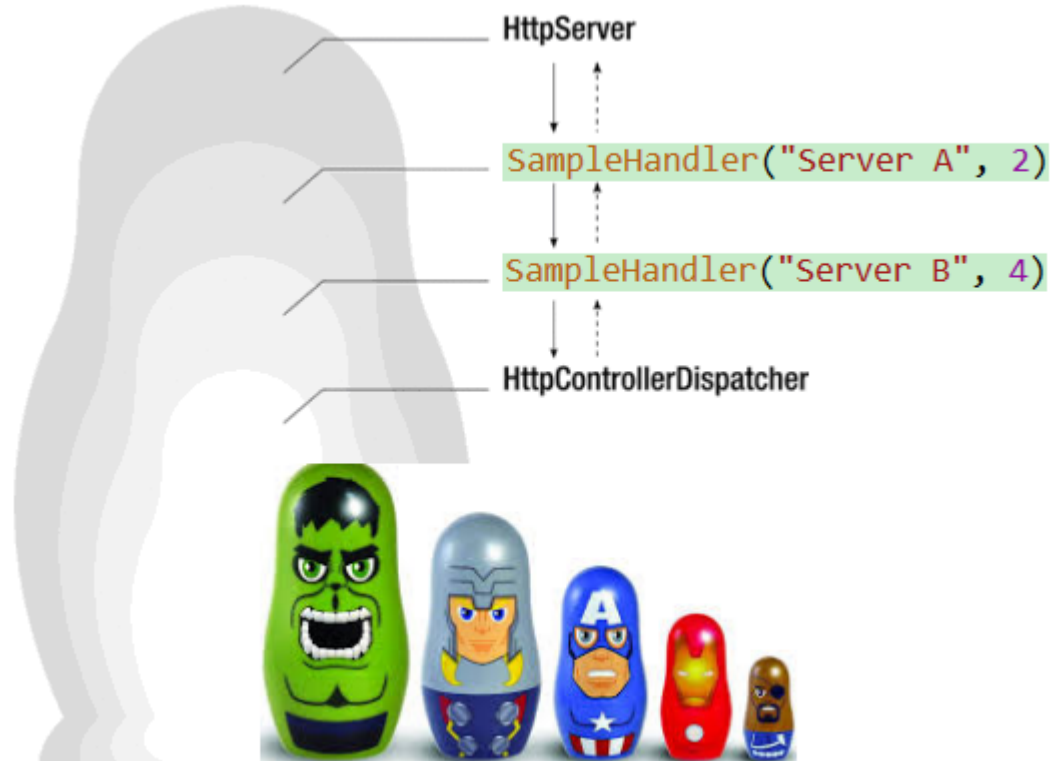 HttpServer
SampleHandler("Server A", 2)
SampleHandler("Server B", 4)
HttpControllerDispatcher
A